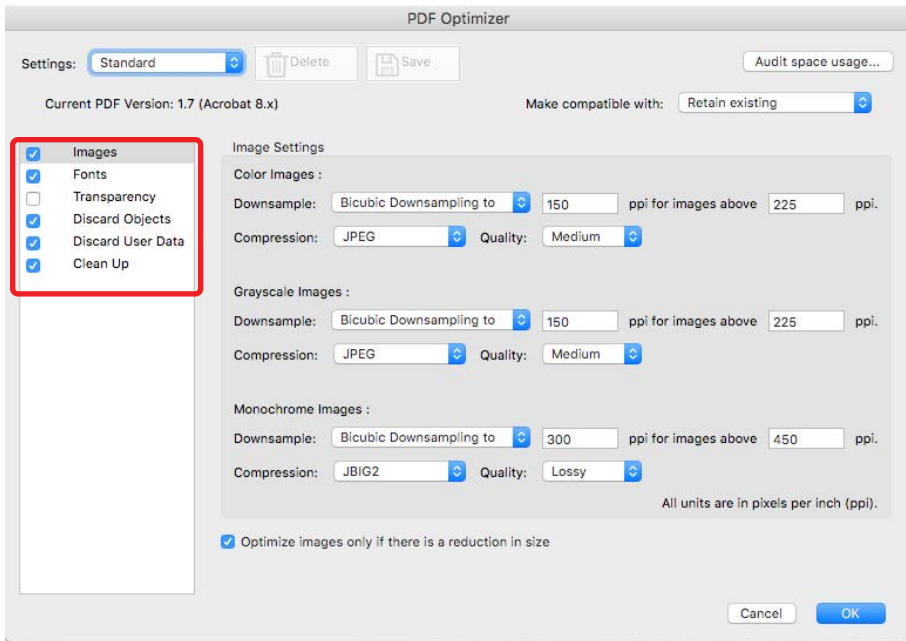 PDF Optimizer
Settings: Standard Delete Save Audit space usage...
Current PDF Version: 1.7 (Acrobat 8.x) Make compatible with: Retain existing
Images
Fonts
Transparency
Discard Objects
Discard User Data
Clean Up
Image Settings
Color Images :
Downsample: Bicubic Downsampling to 150 ppi for images above 225 ppi.
Compression: JPEG Quality: Medium
Grayscale Images :
Downsample: Bicubic Downsampling to 150 ppi for images above 225 ppi.
Compression: JPEG Quality: Medium
Monochrome Images :
Downsample: Bicubic Downsampling to 300 ppi for images above 450 ppi.
Compression: JBIG2 Quality: Lossy
All units are in pixels per inch (ppi).
Optimize images only if there is a reduction in size
Cancel OK